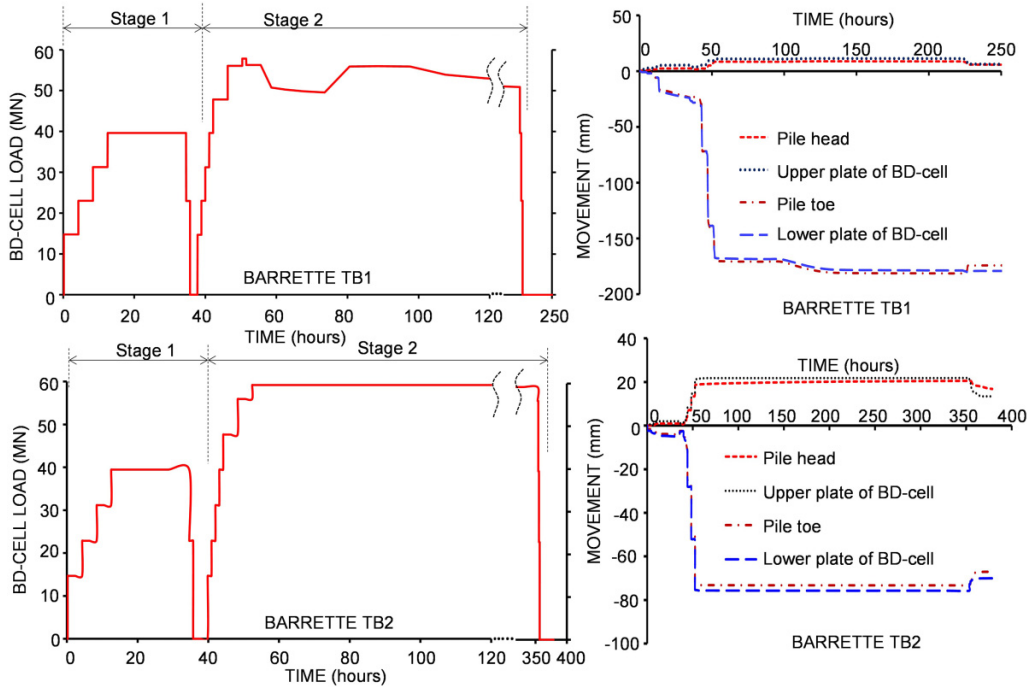 Stage 1
Stage 2
60
50
40
30
20
10
0
BD-CELL LOAD (MN)
BARRETTE TB1
0
20
40
60
80
100
120
250
TIME (hours)
TIME (hours)
0
50
100
150
200
250
50
0
-50
-100
-150
-200
MOVEMENT (mm)
Pile head
Upper plate of BD-cell
Pile toe
Lower plate of BD-cell
BARRETTE TB1
Stage 1
Stage 2
60
50
40
30
20
10
0
BD-CELL LOAD (MN)
BARRETTE TB2
0
20
40
60
80
100
120
350
400
TIME (hours)
TIME (hours)
0
50
100
150
200
250
300
350
400
40
20
0
-20
-40
-60
-80
-100
MOVEMENT (mm)
Pile head
Upper plate of BD-cell
Pile toe
Lower plate of BD-cell
BARRETTE TB2